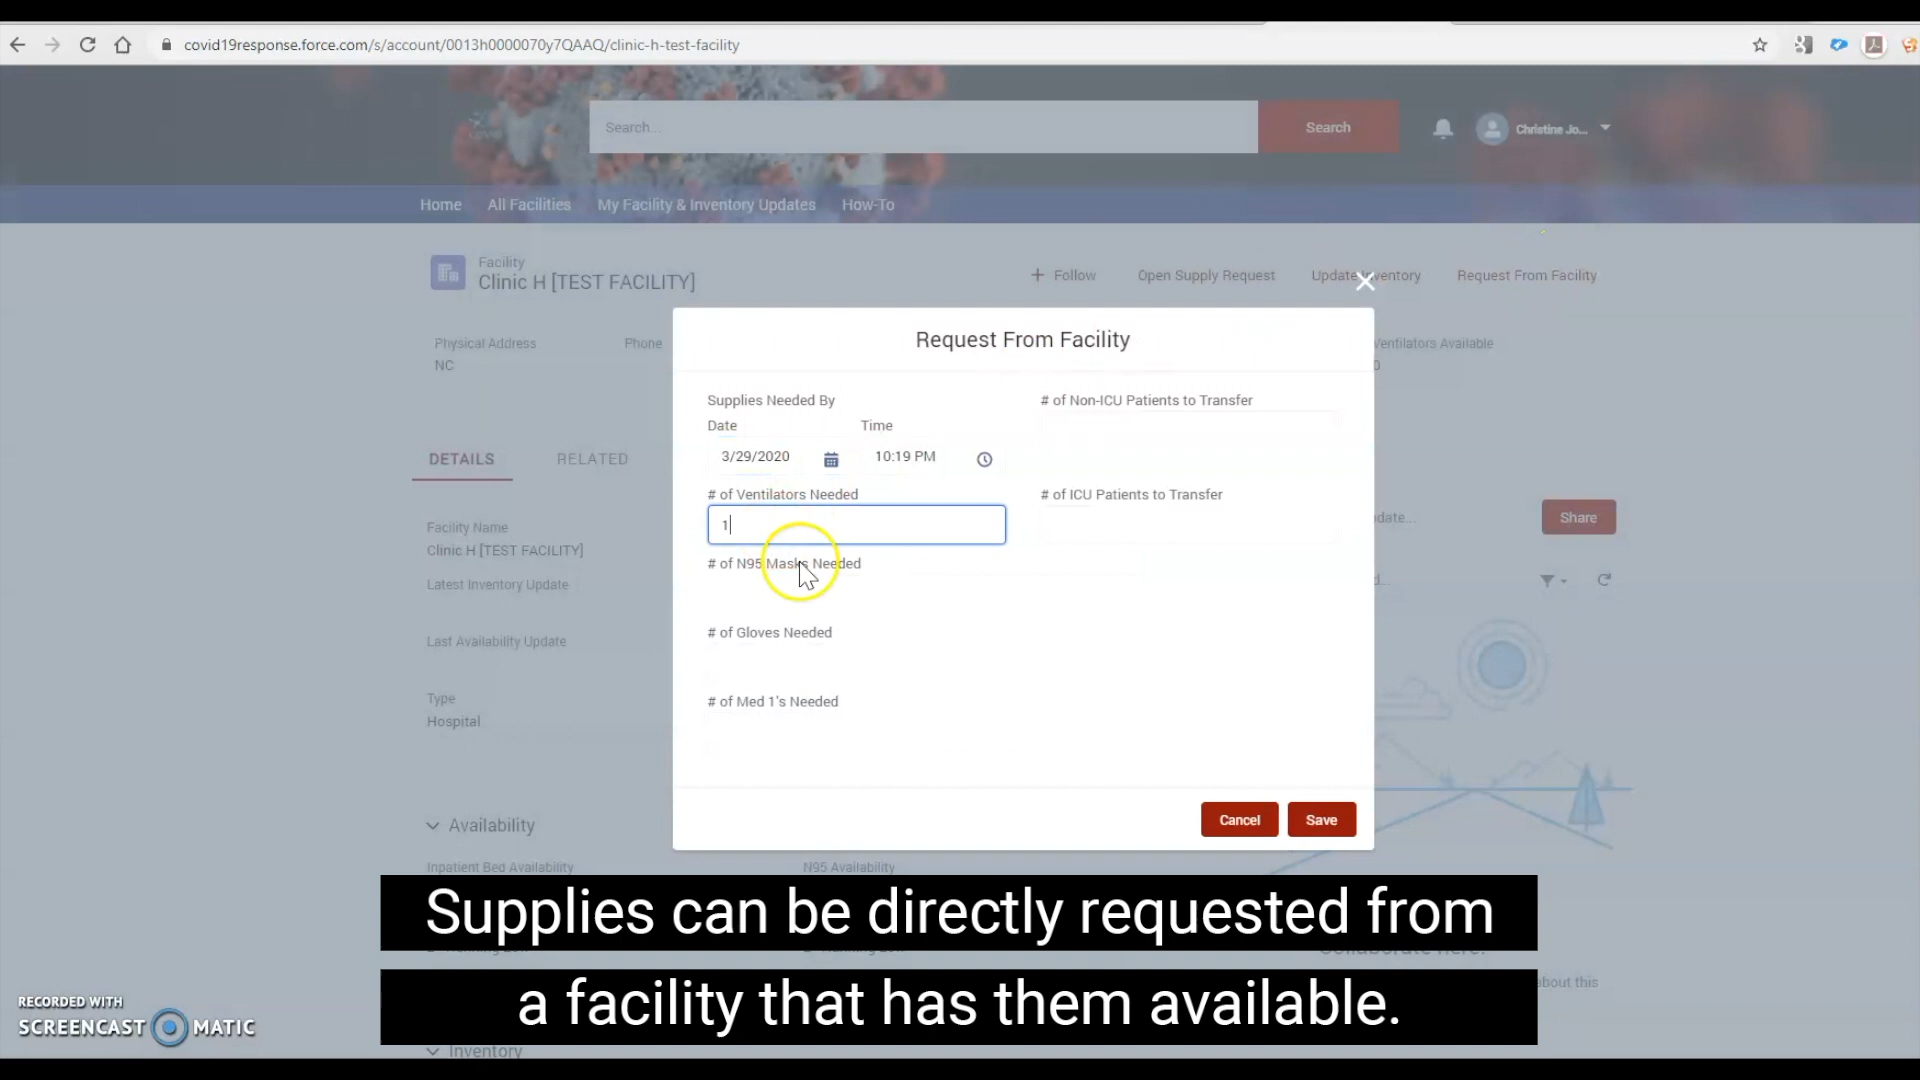 covid19response.force.com/s/account/0013h0000070y7QAAQ/clinic-h-test-facility
Search...
Search
Christine Jo...
Home
All Facilities
My Facility & Inventory Updates
How-To
Facility
Clinic H [TEST FACILITY]
+ Follow
Open Supply Request
Update Inventory
Request From Facility
Physical Address
NC
Phone
Ventilators Available
0
Request From Facility
Supplies Needed By
Date
Time
3/29/2020
10:19 PM
# of Ventilators Needed
1
# of N95 Masks Needed
# of Gloves Needed
# of Med 1's Needed
# of Non-ICU Patients to Transfer
# of ICU Patients to Transfer
Cancel
Save
DETAILS
RELATED
Facility Name
Clinic H [TEST FACILITY]
Latest Inventory Update
Last Availability Update
Type
Hospital
Share
Availability
Inpatient Bed Availability
N95 Availability
Supplies can be directly requested from
a facility that has them available.
Collaborate here!
about this
Inventory
RECORDED WITH
SCREENCAST MATIC